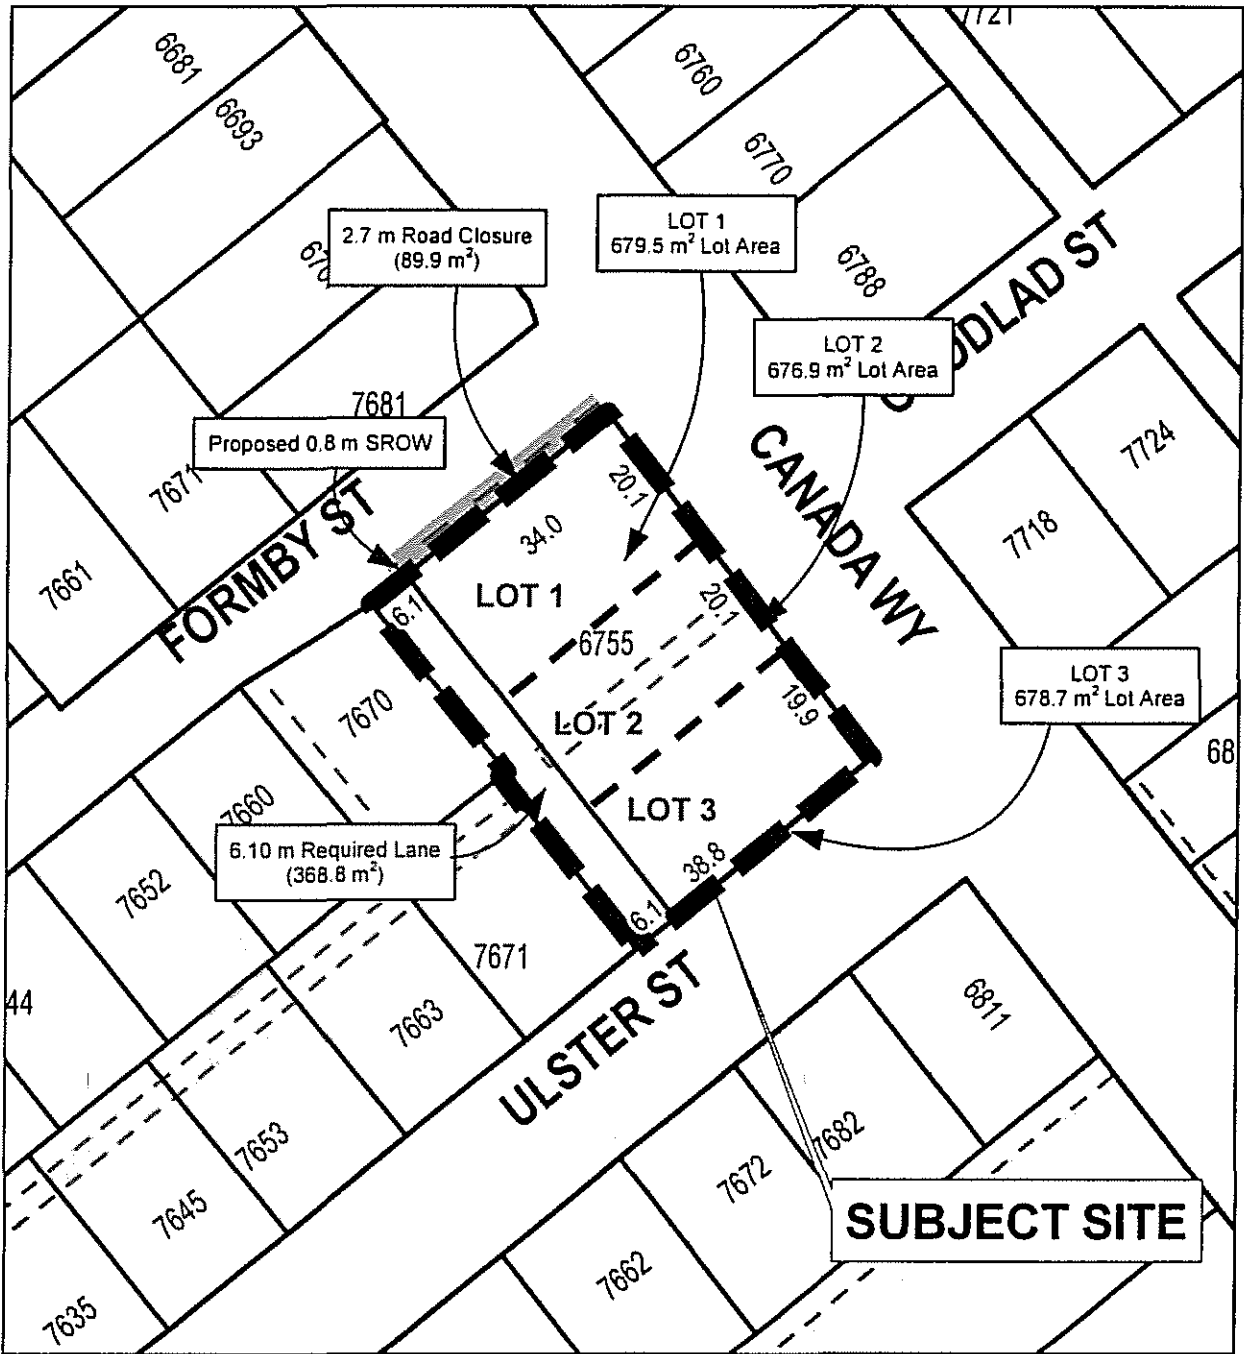 7721
6681
6760
6693
6770
2.7 m Road Closure
(89.9 m²)
LOT 1
679.5 m² Lot Area
6788
LOT 2
676.9 m² Lot Area
7681
Proposed 0.8 m SROW
CANADA WY
7724
7671
20.1
34.0
7718
FORMBY ST
7661
LOT 1
6.1
20.1
6755
LOT 3
678.7 m² Lot Area
7670
LOT 2
19.9
68
7660
LOT 3
6.10 m Required Lane
(368.8 m²)
38.8
7652
6.1
7671
ULSTER ST
44
7663
6811
7653
7682
7672
7645
SUBJECT SITE
7662
7635